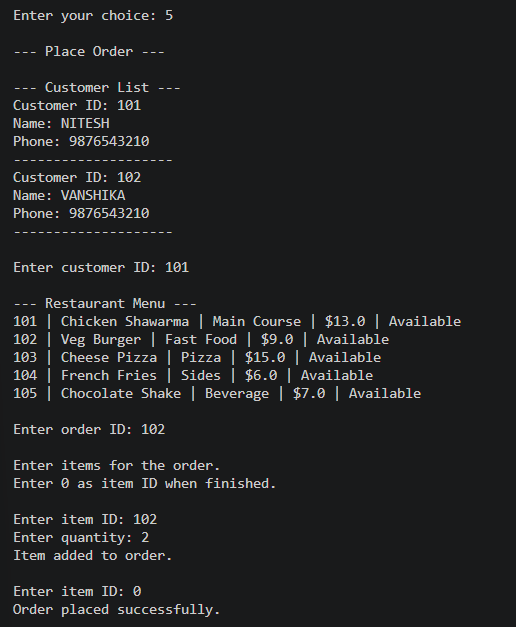 Enter your choice: 5
--- Place Order ---
--- Customer List ---
Customer ID: 101
Name: NITESH
Phone: 9876543210
--------------------
Customer ID: 102
Name: VANSHIKA
Phone: 9876543210
--------------------
Enter customer ID: 101
--- Restaurant Menu ---
101 | Chicken Shawarma | Main Course | $13.0 | Available
102 | Veg Burger | Fast Food | $9.0 | Available
103 | Cheese Pizza | Pizza | $15.0 | Available
104 | French Fries | Sides | $6.0 | Available
105 | Chocolate Shake | Beverage | $7.0 | Available
Enter order ID: 102
Enter items for the order.
Enter 0 as item ID when finished.
Enter item ID: 102
Enter quantity: 2
Item added to order.
Enter item ID: 0
Order placed successfully.